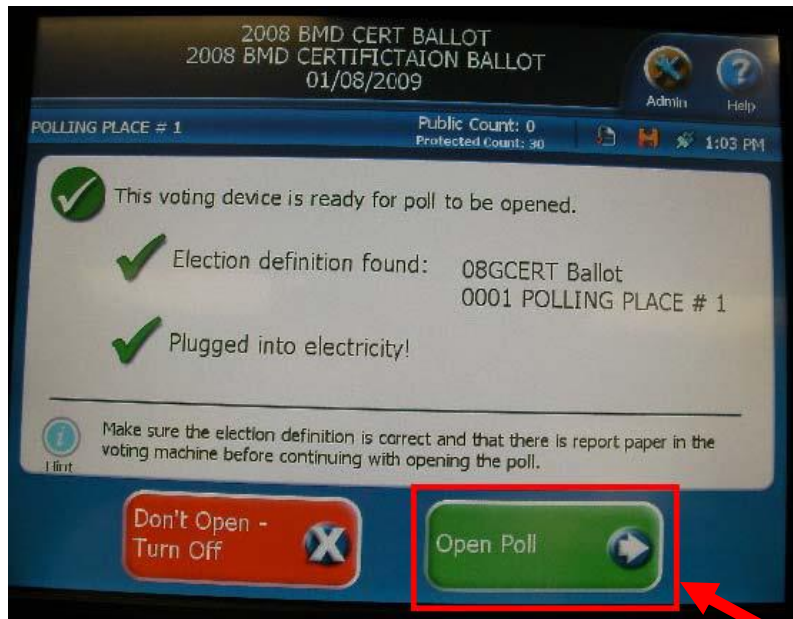 2008 BMD CERT BALLOT
2008 BMD CERTIFICTAION BALLOT
01/08/2009
Admin
Help
POLLING PLACE # 1
Public Count: 0
Protected Count: 30
1:03 PM
This voting device is ready for poll to be opened.
Election definition found:
08GCERT Ballot
0001 POLLING PLACE # 1
Plugged into electricity!
Hint
Make sure the election definition is correct and that there is report paper in the
voting machine before continuing with opening the poll.
Don't Open -
Turn Off
Open Poll